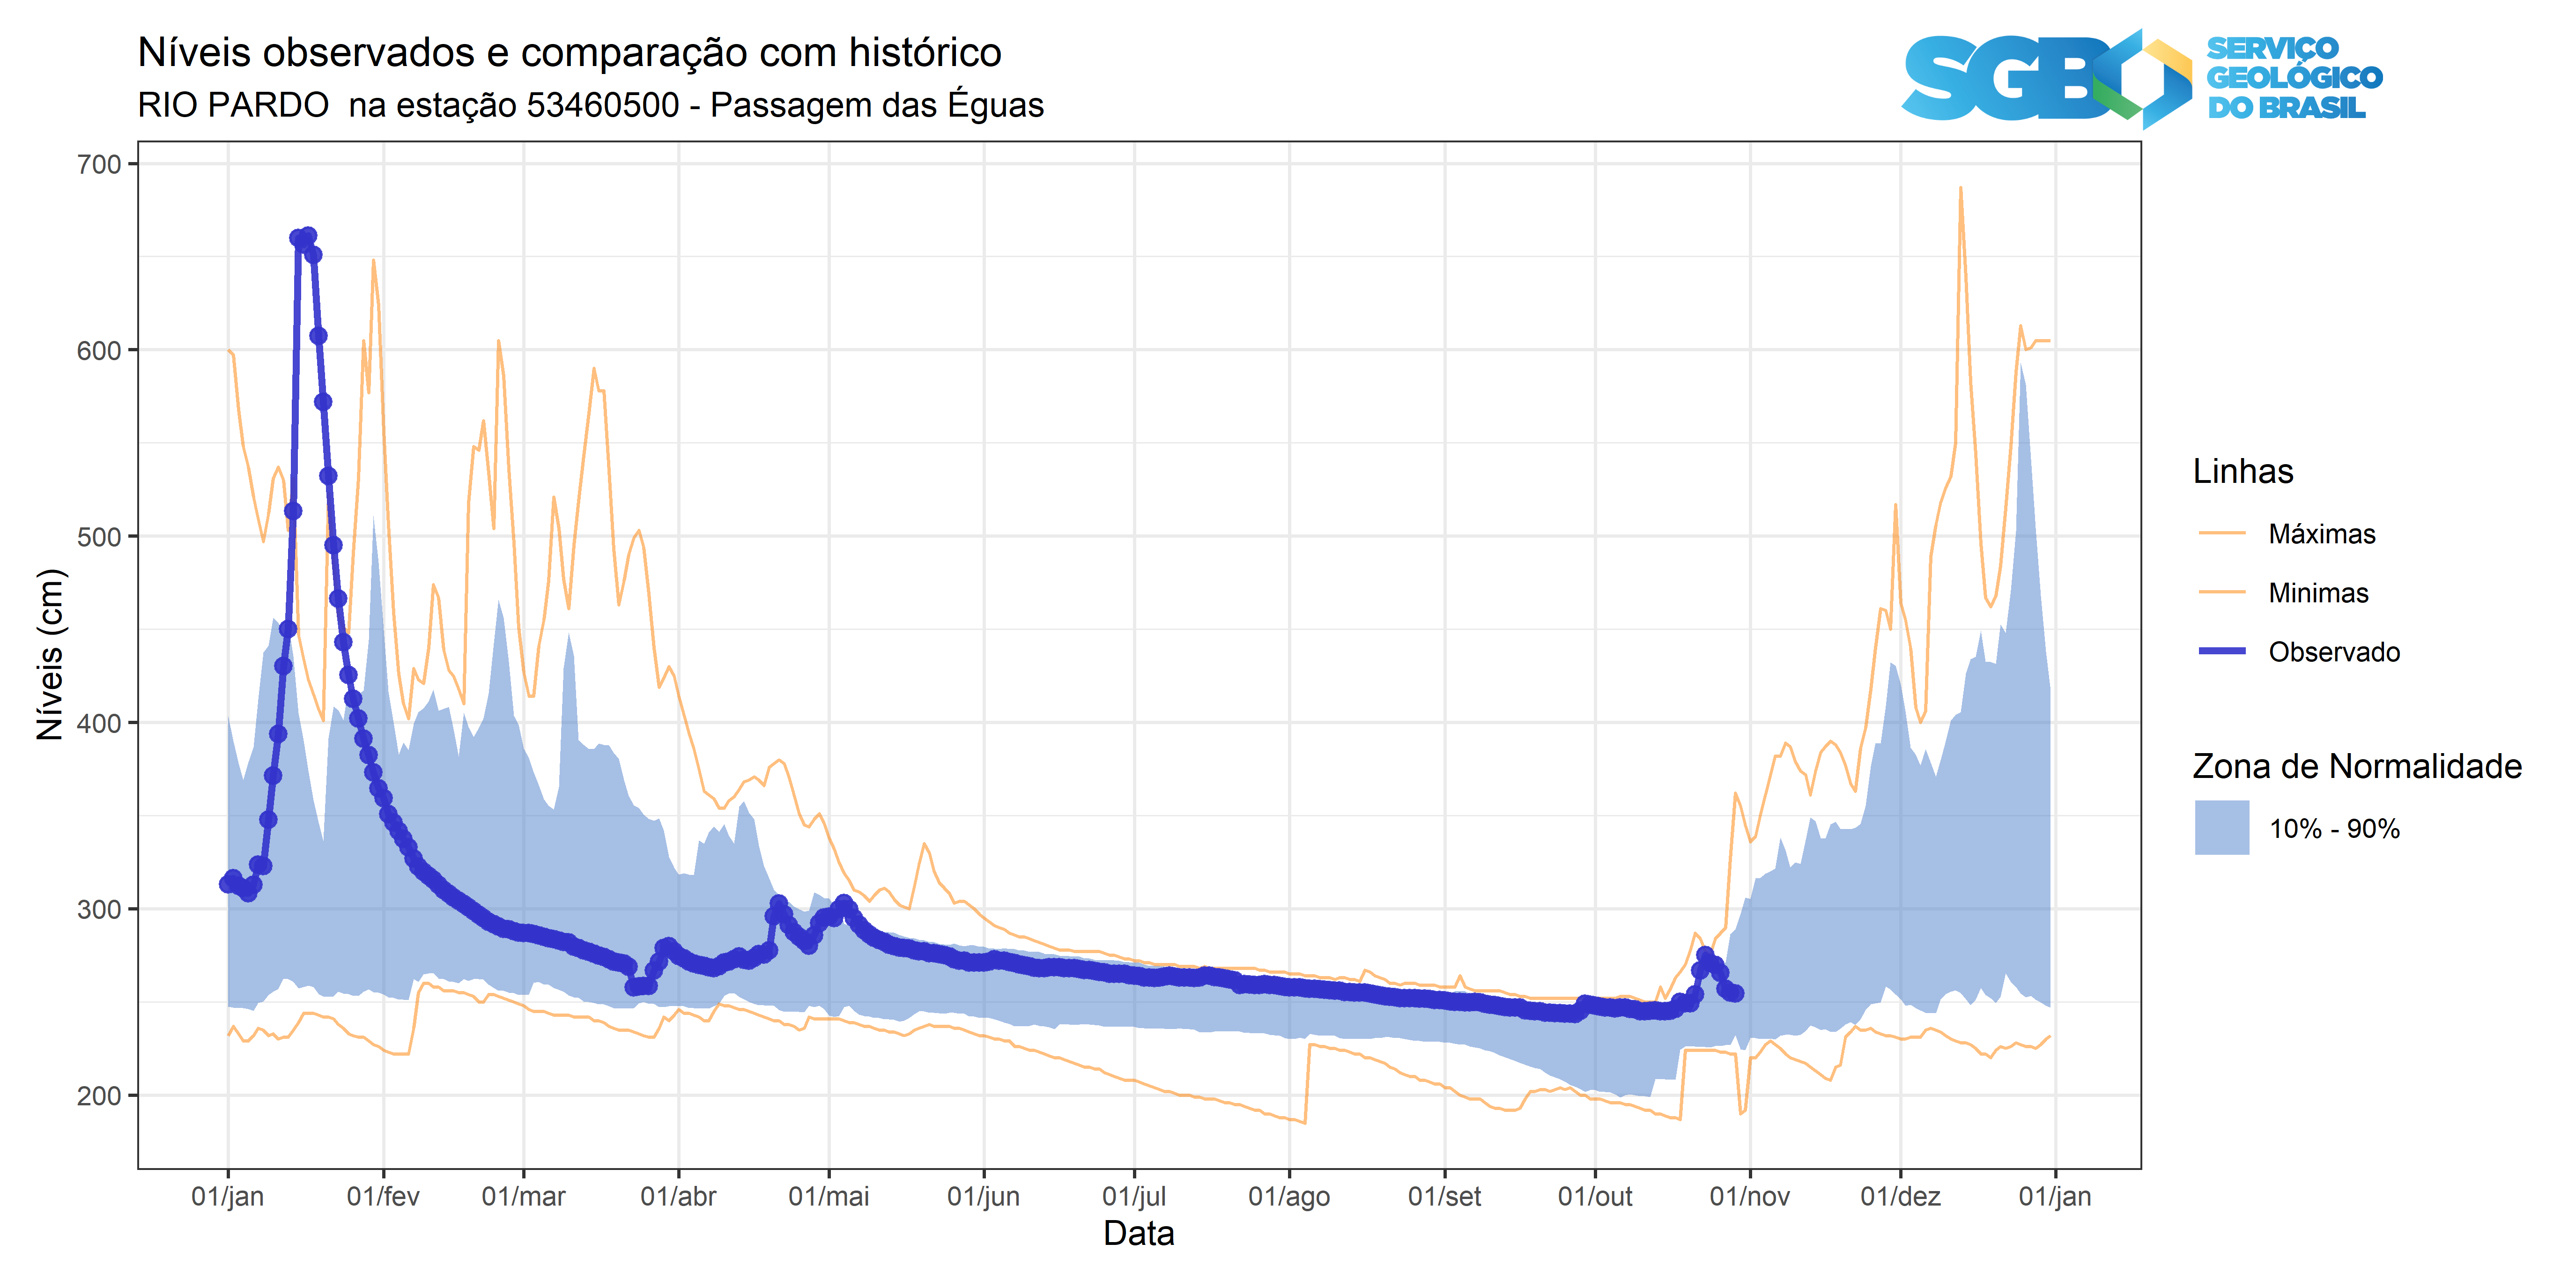 Níveis observados e comparação com histórico
RIO PARDO  na estação 53460500 - Passagem das Éguas
SGB
SERVIÇO
GEOLÓGICO
DO BRASIL
Níveis (cm)
700
600
500
400
300
200
01/jan
01/fev
01/mar
01/abr
01/mai
01/jun
01/jul
01/ago
01/set
01/out
01/nov
01/dez
01/jan
Data
Linhas
Máximas
Minimas
Observado
Zona de Normalidade
10% - 90%